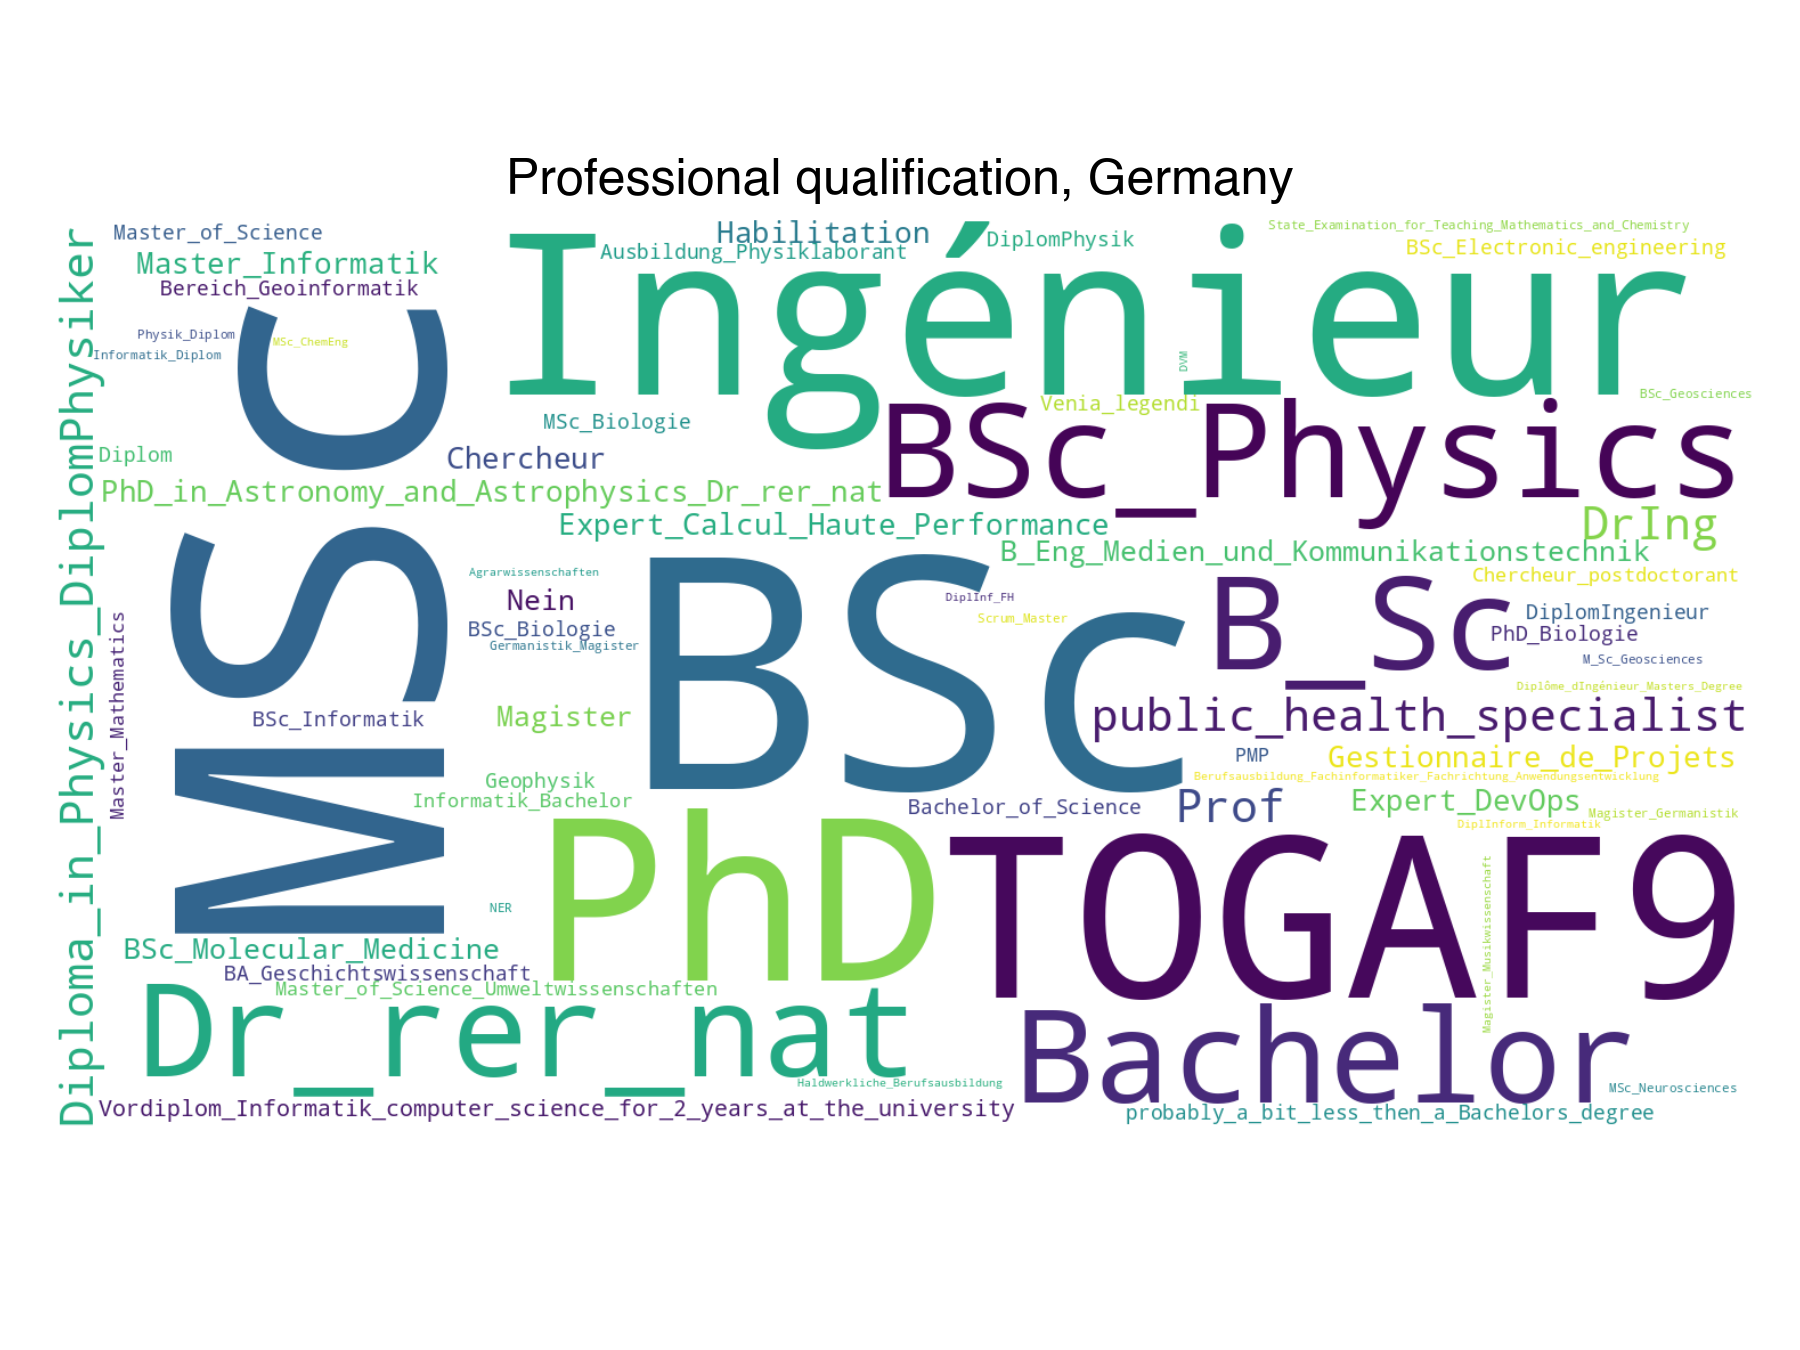 Professional qualification, Germany
Diploma_in_Physics_DiplomPhysiker
Master_of_Science
Master_Informatik
Bereich_Geoinformatik
Physik_Diplom
MSc_ChemEng
Informatik_Diplom
MSC
Habilitation
Ausbildung_Physiklaborant
DiplomPhysik
Ingénieur
State_Examination_for_Teaching_Mathematics_and_Chemistry
BSc_Electronic_engineering
DVM
BSc_Geosciences
MSc_Biologie
Venia_legendi
BSc_Physics
Diplom
Chercheur
PhD_in_Astronomy_and_Astrophysics_Dr_rer_nat
Expert_Calcul_Haute_Performance
DrIng
B_Eng_Medien_und_Kommunikationstechnik
Agrarwissenschaften
Nein
BSc_Biologie
Germanistik_Magister
BSc
DiplInf_FH
Scrum_Master
B_Sc
Chercheur_postdoctorant
DiplomIngenieur
PhD_Biologie
M_Sc_Geosciences
Diplôme_dIngénieur_Masters_Degree
Master_Mathematics
BSc_Informatik
Magister
public_health_specialist
PMP
Gestionnaire_de_Projets
Berufsausbildung_Fachinformatiker_Fachrichtung_Anwendungsentwicklung
Geophysik
Informatik_Bachelor
Bachelor_of_Science
Prof
Expert_DevOps
Magister_Germanistik
DiplInform_Informatik
PhD
TOGAF9
Magister_Musikwissenschaft
NER
BSc_Molecular_Medicine
BA_Geschichtswissenschaft
Master_of_Science_Umweltwissenschaften
Dr_rer_nat
Bachelor
Haldwerkliche_Berufsausbildung
MSc_Neurosciences
Vordiplom_Informatik_computer_science_for_2_years_at_the_university
probably_a_bit_less_then_a_Bachelors_degree